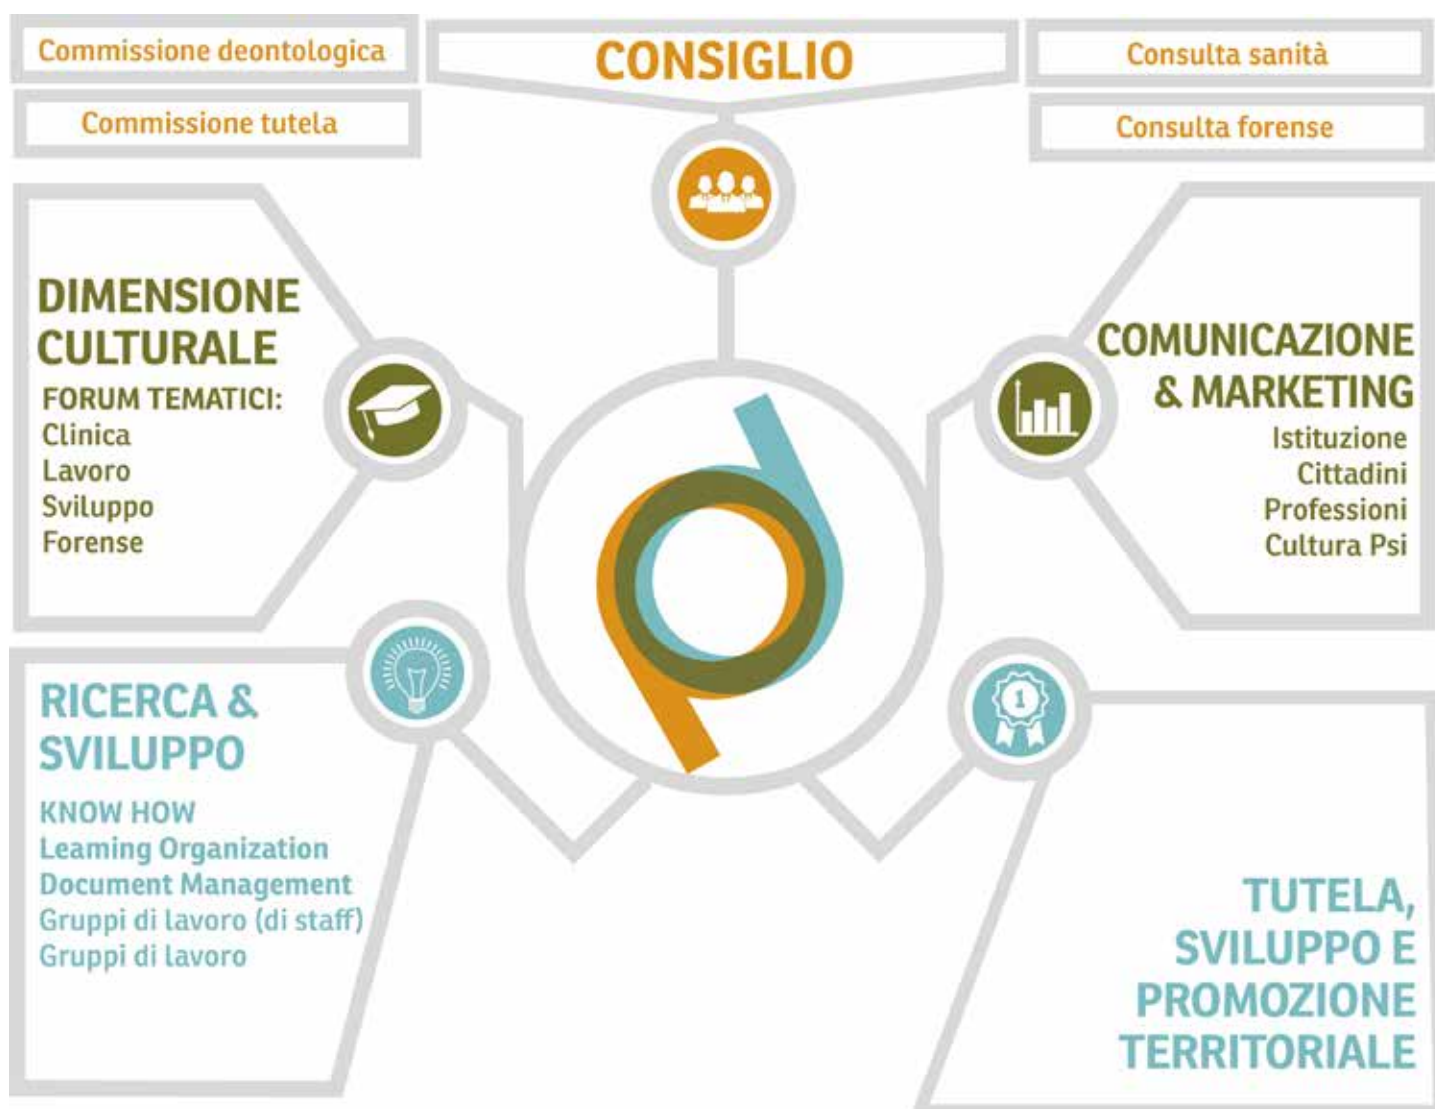 Commissione deontologica
Commissione tutela
CONSIGLIO
Consulta sanità
Consulta forense
DIMENSIONE
CULTURALE
FORUM TEMATICI:
Clinica
Lavoro
Sviluppo
Forense
COMUNICAZIONE
& MARKETING
Istituzione
Cittadini
Professioni
Cultura Psi
RICERCA &
SVILUPPO
KNOW HOW
Leaming Organization
Document Management
Gruppi di lavoro (di staff)
Gruppi di lavoro
1
TUTELA,
SVILUPPO E
PROMOZIONE
TERRITORIALE